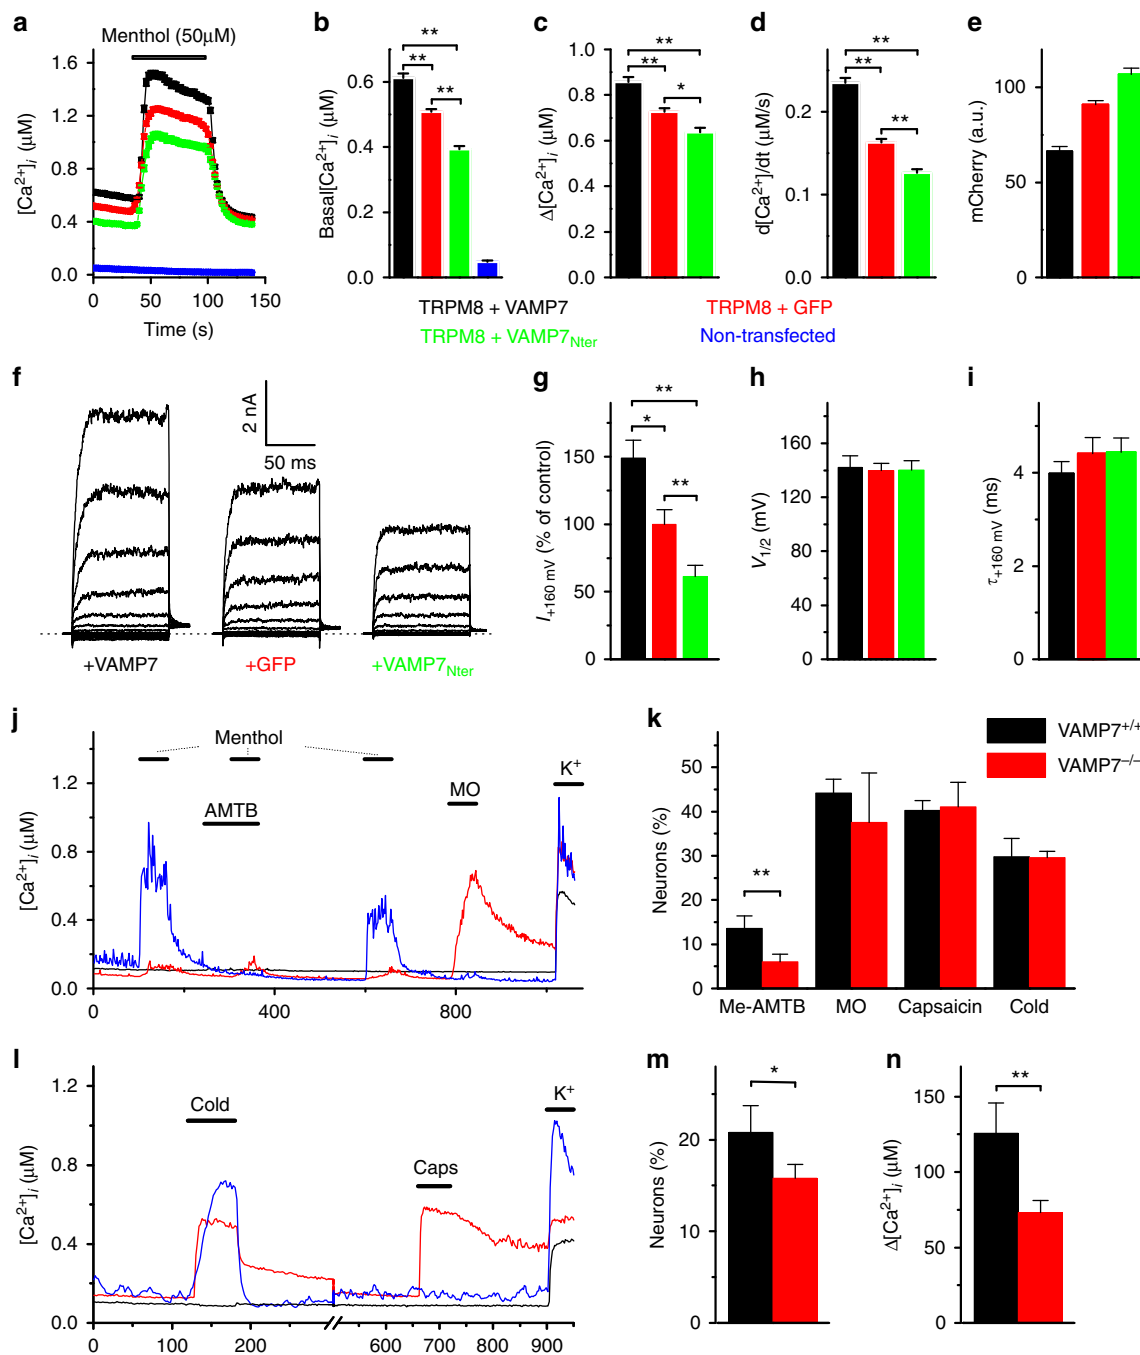 a
Menthol (50μM)
[Ca²⁺]ᵢ (μM)
1.6
1.2
0.8
0.4
0.0
0 50 100 150
Time (s)
b
** ** **
Basal[Ca²⁺]ᵢ (μM)
0.6
0.4
0.2
0.0
c
** ** *
Δ[Ca²⁺]ᵢ (μM)
1.0
0.8
0.6
0.4
0.2
0.0
d
** ** **
d[Ca²⁺]/dt (μM/s)
0.2
0.1
0.0
e
mCherry (a.u.)
100
50
0
TRPM8 + VAMP7
TRPM8 + GFP
TRPM8 + VAMP7Nter
Non-transfected
f
2 nA
50 ms
+VAMP7
+GFP
+VAMP7Nter
g
** * **
I+160 mV (% of control)
150
100
50
0
h
V1/2 (mV)
160
120
80
40
0
i
τ+160 mV (ms)
4
2
0
j
Menthol
AMTB
MO
K⁺
[Ca²⁺]ᵢ (μM)
1.2
0.8
0.4
0.0
0 400 800
k
VAMP7⁺/⁺
VAMP7⁻/⁻
**
Neurons (%)
50
40
30
20
10
0
Me-AMTB MO Capsaicin Cold
l
Cold
Caps
K⁺
[Ca²⁺]ᵢ (μM)
1.2
0.8
0.4
0.0
0 100 200 600 700 800 900
m
*
Neurons (%)
20
10
0
n
**
Δ[Ca²⁺]ᵢ (μM)
150
100
75
50
0